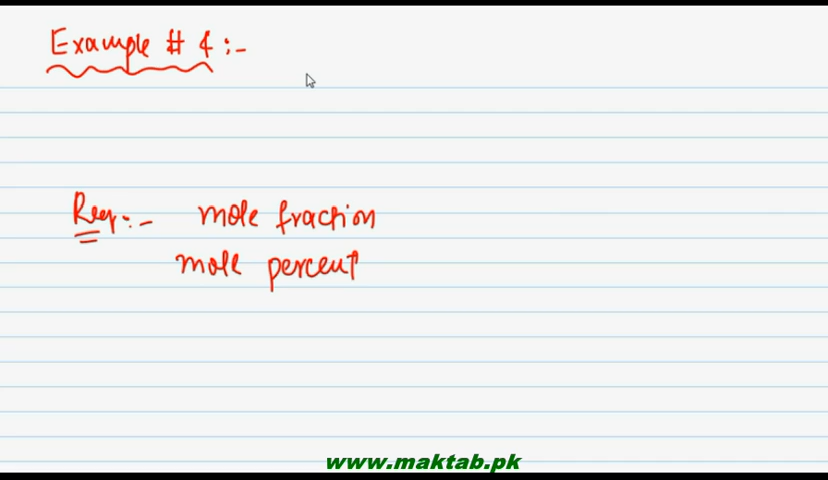 Example # 4 :-
Req:- mole fraction
mole percent
www.maktab.pk